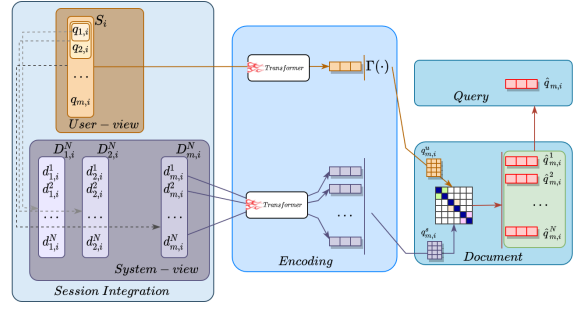 S_i
q_{1,i}
q_{2,i}
...
q_{m,i}
User-view
D^N_{1,i} D^N_{2,i} D^N_{m,i}
d^1_{1,i} d^1_{2,i} d^1_{m,i}
d^2_{1,i} d^2_{2,i} d^2_{m,i}
... ... ...
d^N_{1,i} d^N_{2,i} d^N_{m,i}
System-view
Session Integration
Transformer
Γ(·)
Transformer
...
Encoding
q̂_{m,i}
Query
q^u_{m,i}
q^s_{m,i}
q̂^1_{m,i}
q̂^2_{m,i}
...
q̂^N_{m,i}
Document